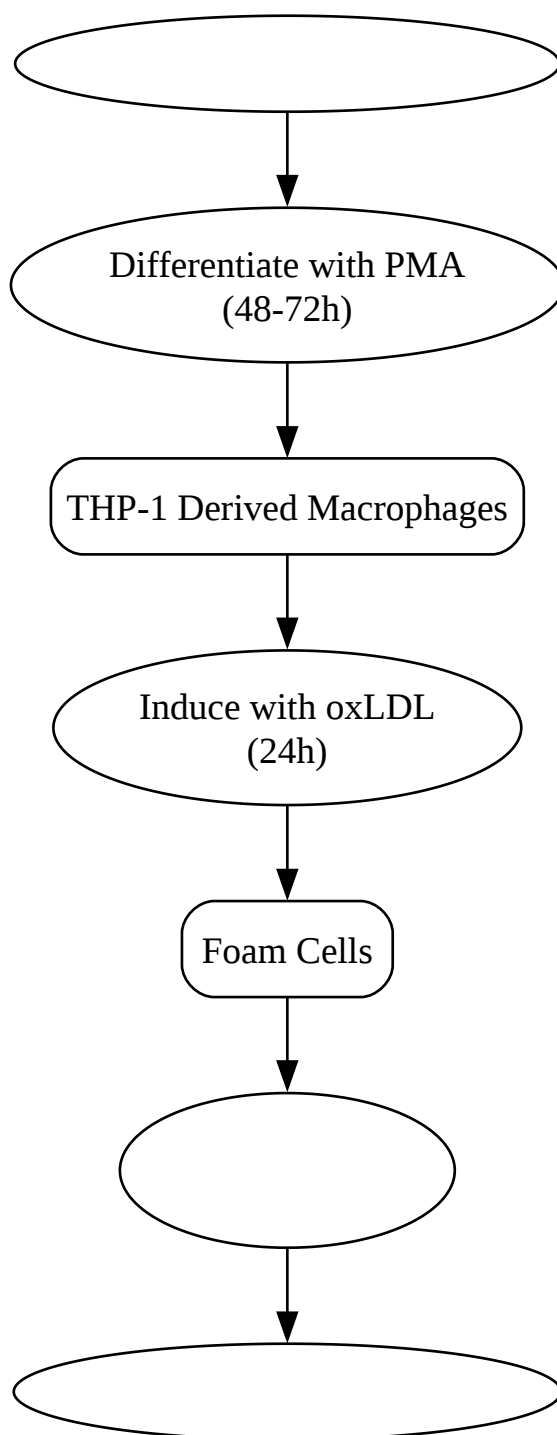 Differentiate with PMA
(48-72h)
THP-1 Derived Macrophages
Induce with oxLDL
(24h)
Foam Cells